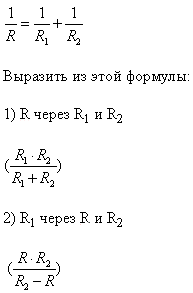 1/R = 1/R₁ + 1/R₂
Выразить из этой формулы:
1) R через R₁ и R₂
(R₁ · R₂ / R₁ + R₂)
2) R₁ через R и R₂
(R · R₂ / R₂ − R)